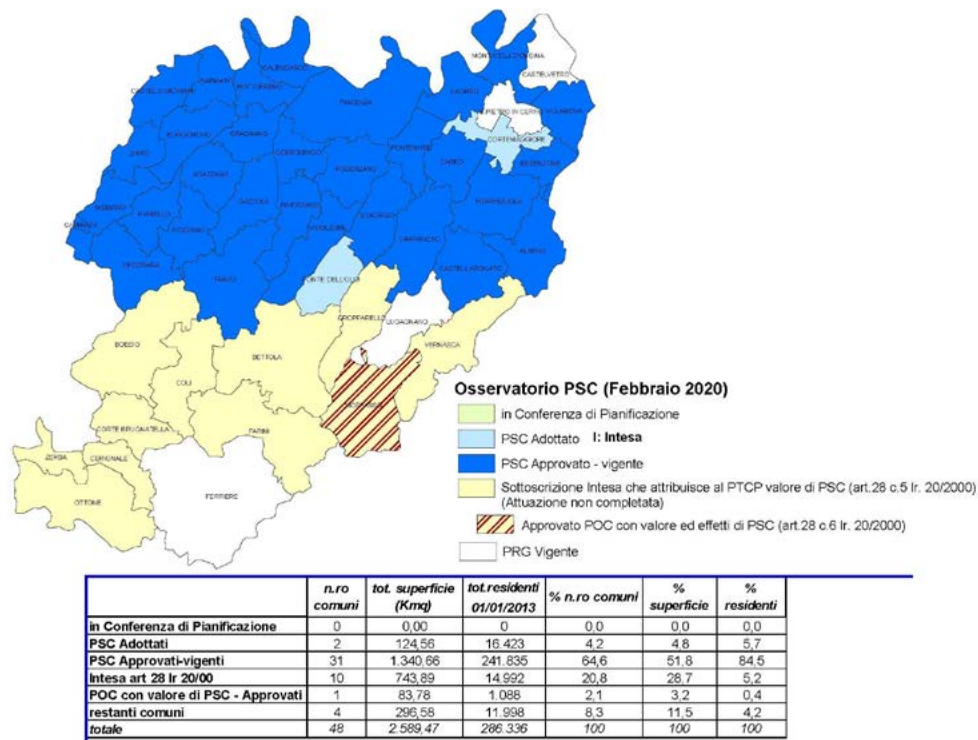 MONTICELLI D'ONGINA
CASTELVETRO
CALENDASCO
SARMATO
ROTTOFRENO
CASTEL SAN GIOVANNI
PIACENZA
CAORSO
S. PIETRO IN CERRO
VILLANOVA
CORTEMAGGIORE
BORGONOVO
GRAGNANO
PONTENURE
BESENZONE
ZIANO
GOSSOLENGO
CADEO
PODENZANO
AGAZZANO
FIORENZUOLA
GAZZOLA
NIBBIANO
PIANELLO
RIVERGARO
S.GIORGIO
CAMINATA
PIOZZANO
VIGOLZONE
CARPANETO
ALSENO
PECORARA
CASTELL'ARQUATO
TRAVO
PONTE DELL'OLIO
GROPPARELLO
LUGAGNANO
BOBBIO
BETTOLA
VERNASCA
COLI
MORFASSO
CORTE BRUGNATELLA
FARINI
ZERBA
CERIGNALE
FERRIERE
OTTONE
Osservatorio PSC (Febbraio 2020)
in Conferenza di Pianificazione
PSC Adottato I: Intesa
PSC Approvato - vigente
Sottoscrizione Intesa che attribuisce al PTCP valore di PSC (art.28 c.5 lr. 20/2000)
(Attuazione non completata)
Approvato POC con valore ed effetti di PSC (art.28 c.6 lr. 20/2000)
PRG Vigente
n.ro comuni tot. superficie (Kmq) tot.residenti 01/01/2013 % n.ro comuni % superficie % residenti
in Conferenza di Pianificazione 0 0,00 0 0,0 0,0 0,0
PSC Adottati 2 124,56 16.423 4,2 4,8 5,7
PSC Approvati-vigenti 31 1.340,66 241.835 64,6 51,8 84,5
Intesa art 28 lr 20/00 10 743,89 14.992 20,8 28,7 5,2
POC con valore di PSC - Approvati 1 83,78 1.088 2,1 3,2 0,4
restanti comuni 4 296,58 11.998 8,3 11,5 4,2
totale 48 2.589,47 286.336 100 100 100